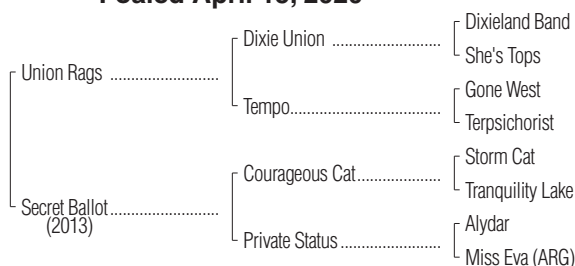 Dixieland Band
Dixie Union
She's Tops
Union Rags
Gone West
Tempo
Terpsichorist
Storm Cat
Courageous Cat
Tranquility Lake
Secret Ballot
(2013)
Alydar
Private Status
Miss Eva (ARG)